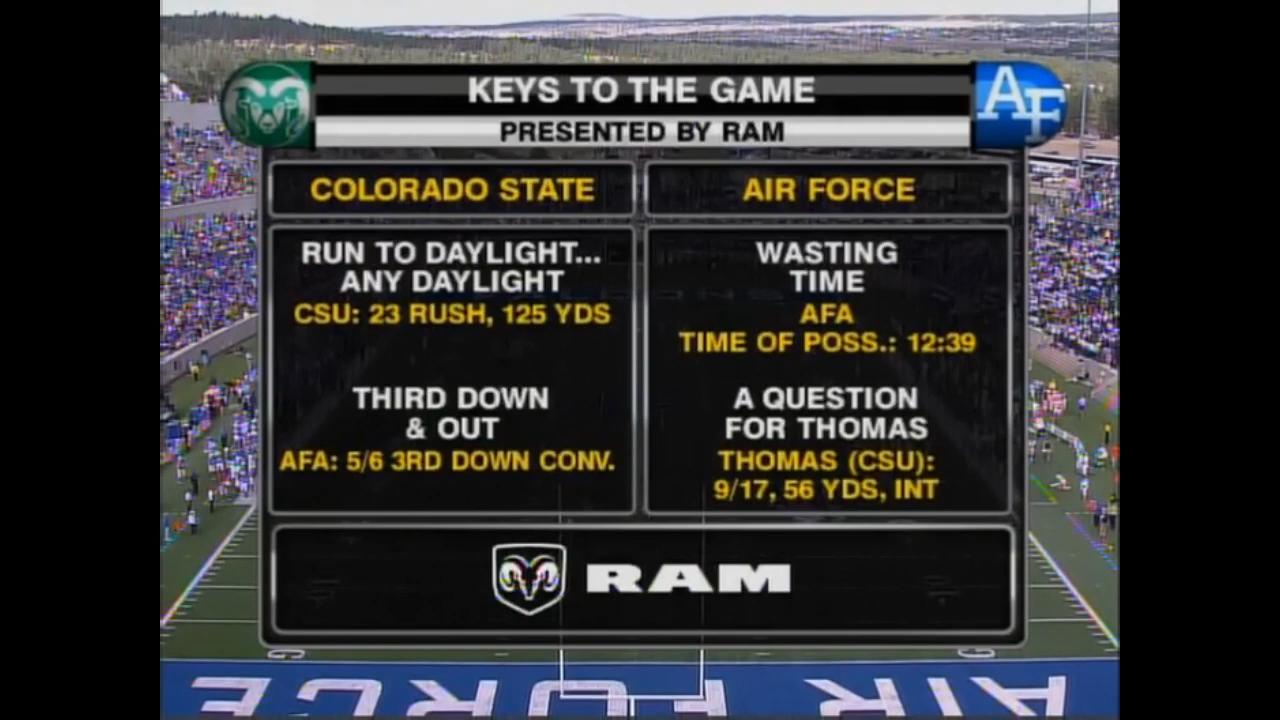 KEYS TO THE GAME
AF
PRESENTED BY RAM
COLORADO STATE
RUN TO DAYLIGHT...
ANY DAYLIGHT
CSU: 23 RUSH, 125 YDS
THIRD DOWN
& OUT
AFA: 5/6 3RD DOWN CONV.
AIR FORCE
WASTING
TIME
AFA
TIME OF POSS.: 12:39
A QUESTION
FOR THOMAS
THOMAS (CSU):
9/17, 56 YDS, INT
RAM
G
G
AIR FORCE